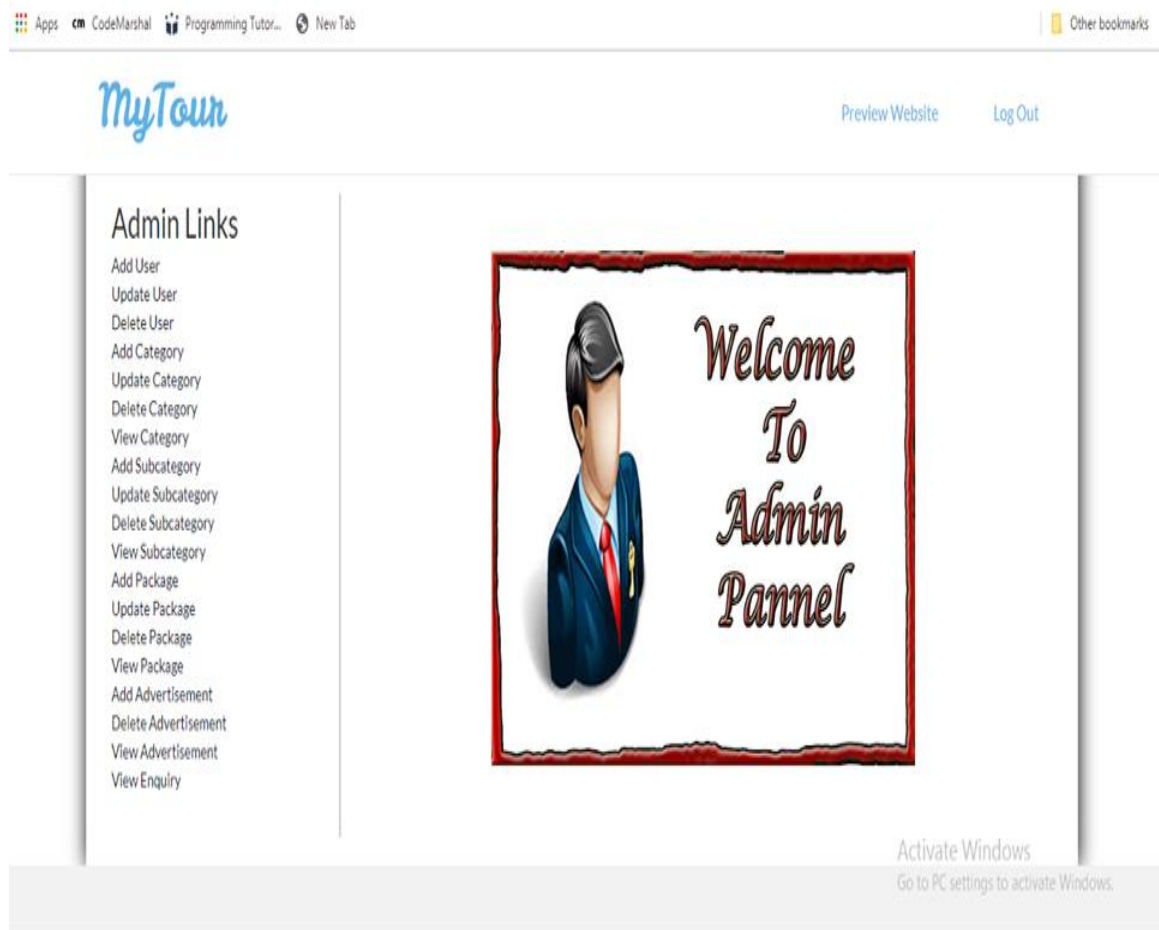 Apps CodeMarshal Programming Tutor... New Tab Other bookmarks
MyTour
Preview Website Log Out
Admin Links
Add User
Update User
Delete User
Add Category
Update Category
Delete Category
View Category
Add Subcategory
Update Subcategory
Delete Subcategory
View Subcategory
Add Package
Update Package
Delete Package
View Package
Add Advertisement
Delete Advertisement
View Advertisement
View Enquiry
Welcome
To
Admin
Pannel
Activate Windows
Go to PC settings to activate Windows.